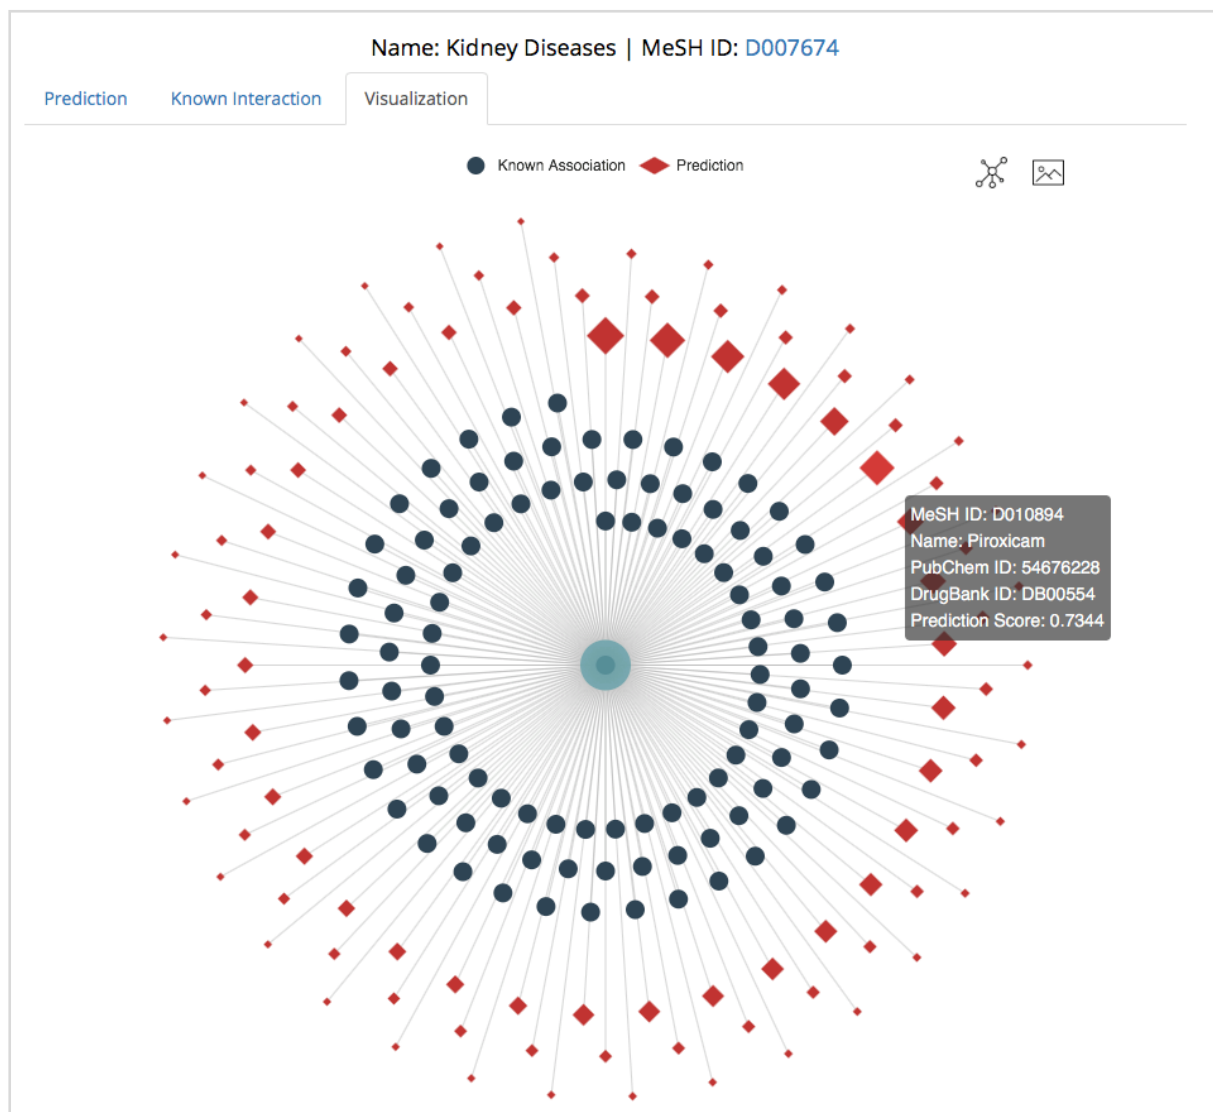 Name: Kidney Diseases | MeSH ID: D007674
Prediction Known Interaction Visualization
Known Association Prediction
MeSH ID: D010894
Name: Piroxicam
PubChem ID: 54676228
DrugBank ID: DB00554
Prediction Score: 0.7344